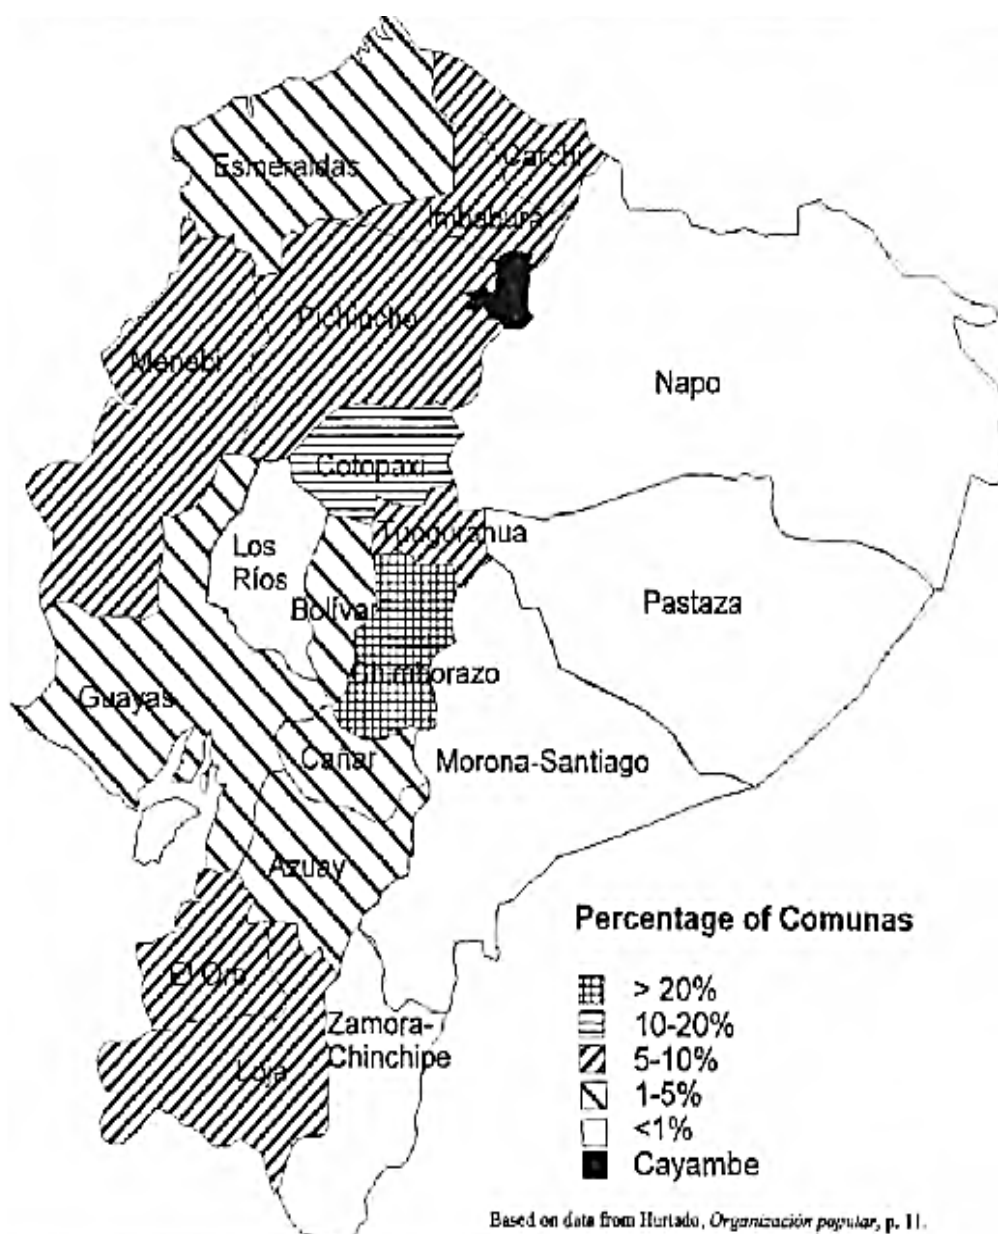 Esmeraldas
Carchi
Imbabura
Pichincha
Manabi
Napo
Cotopaxi
Tungurahua
Los
Ríos
Bolívar
Pastaza
Chimborazo
Guayas
Cañar
Morona-Santiago
Azuay
El Oro
Zamora-
Chinchipe
Loja
Percentage of Comunas
> 20%
10-20%
5-10%
1-5%
<1%
Cayambe
Based on data from Hurtado, Organización popular, p. 11.